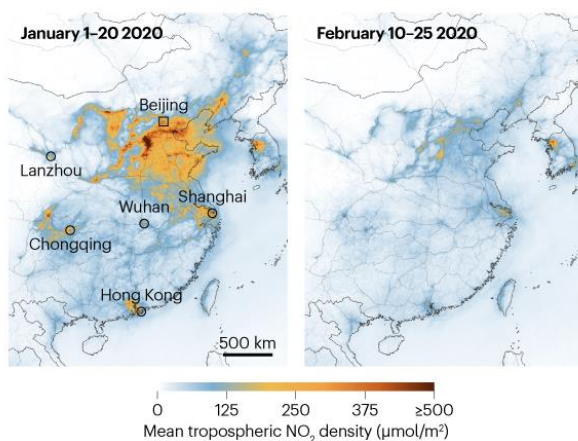 January 1–20 2020
February 10–25 2020
Beijing
Lanzhou
Wuhan
Shanghai
Chongqing
Hong Kong
500 km
0 125 250 375 ≥500
Mean tropospheric NO₂ density (µmol/m²)